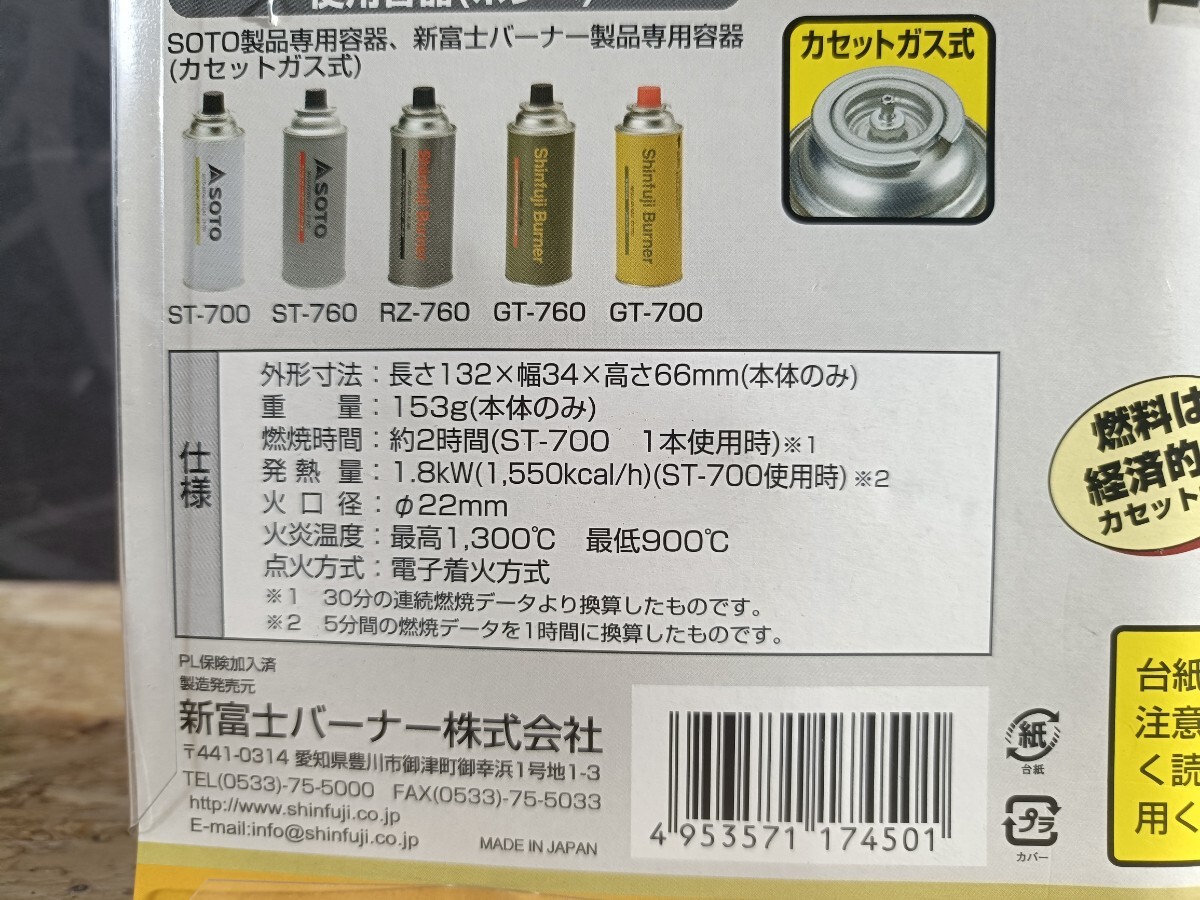 SOTO製品専用容器、新富士バーナー製品専用容器
(カセットガス式)
カセットガス式
SOTO
SOTO
Shinfuji Burner
Shinfuji Burner
Shinfuji Burner
ST-700 ST-760 RZ-760 GT-760 GT-700
仕様
外形寸法：長さ132×幅34×高さ66mm(本体のみ)
重　　量：153g(本体のみ)
燃焼時間：約2時間(ST-700　1本使用時)※1
発 熱 量：1.8kW(1,550kcal/h)(ST-700使用時)※2
火 口 径：φ22mm
火炎温度：最高1,300℃　最低900℃
点火方式：電子着火方式
※1　30分の連続燃焼データより換算したものです。
※2　5分間の燃焼データを1時間に換算したものです。
燃料は
経済的
カセット
PL保険加入済
製造発売元
新富士バーナー株式会社
〒441-0314 愛知県豊川市御津町御幸浜1号地1-3
TEL(0533)-75-5000　FAX(0533)-75-5033
http://www.shinfuji.co.jp
E-mail:info@shinfuji.co.jp
MADE IN JAPAN
4 953571 174501
紙
台紙
プラ
カバー
台紙
注意
く読
用く